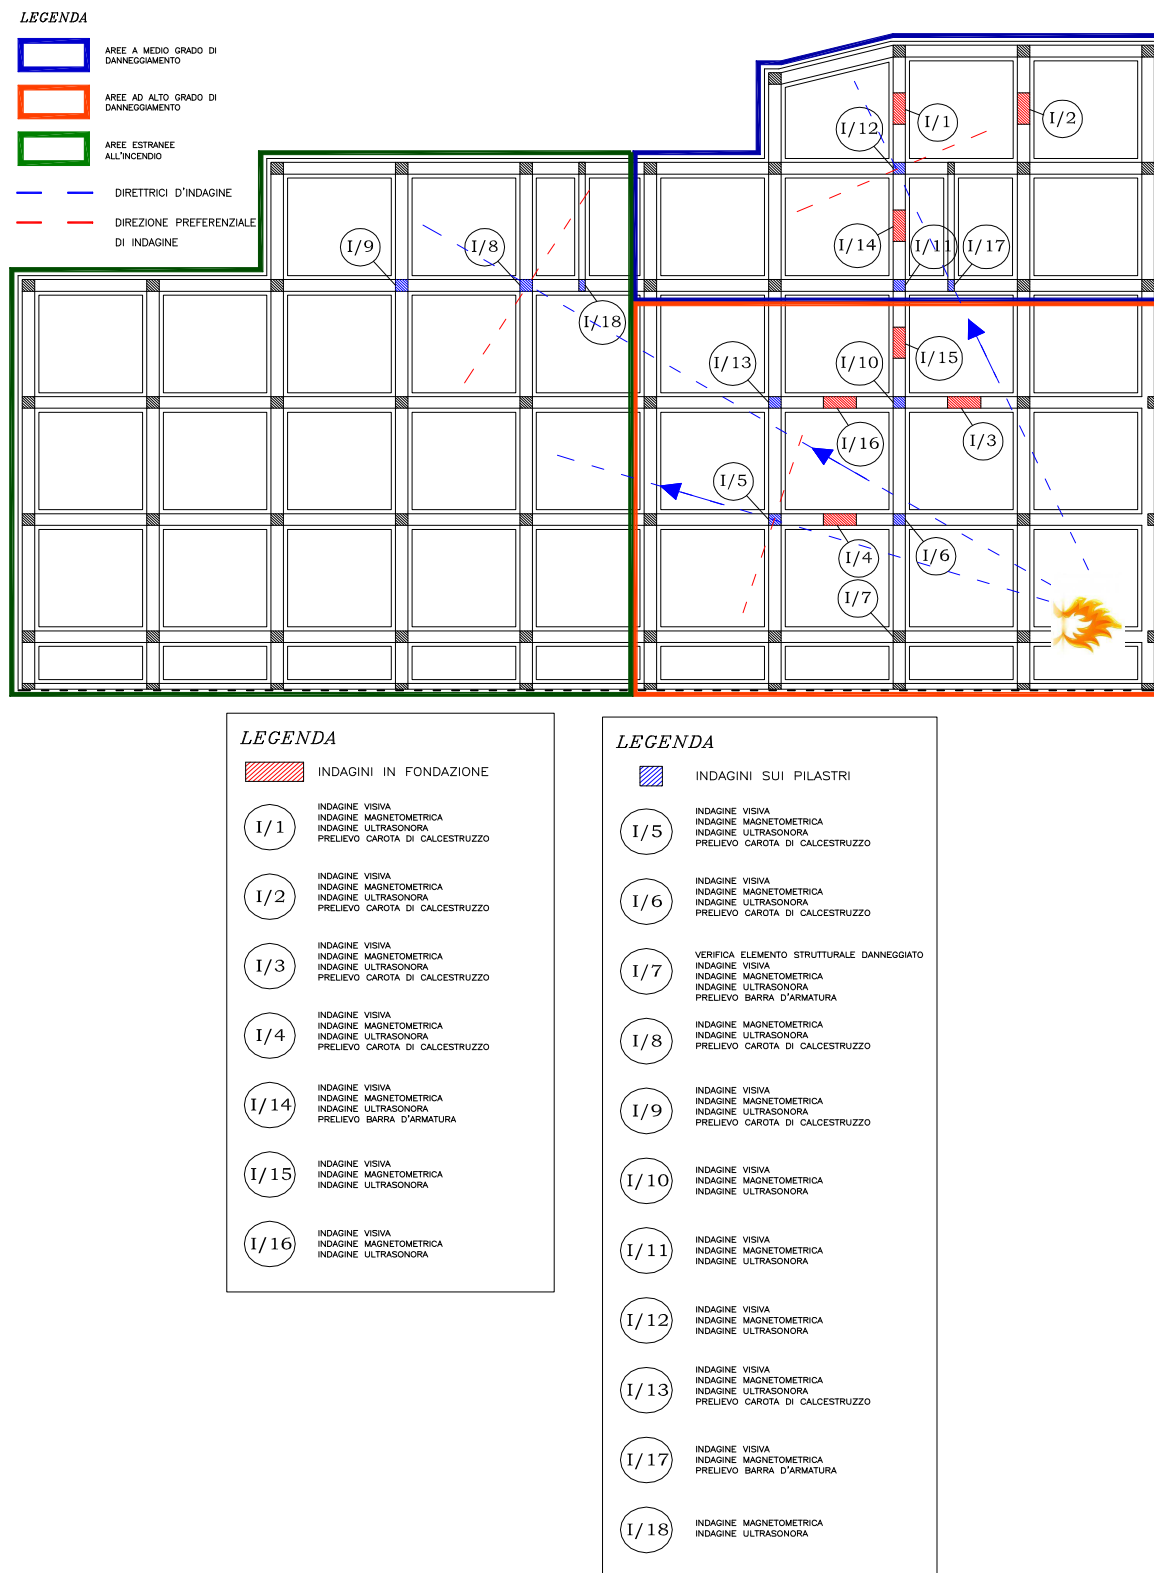 LEGENDA
AREE A MEDIO GRADO DI
DANNEGGIAMENTO
AREE AD ALTO GRADO DI
DANNEGGIAMENTO
AREE ESTRANEE
ALL'INCENDIO
DIRETTRICI D'INDAGINE
DIREZIONE PREFERENZIALE
DI INDAGINE
I/12
I/1
I/2
I/9
I/8
I/14
I/11
I/17
I/18
I/13
I/10
I/15
I/16
I/3
I/5
I/4
I/6
I/7
LEGENDA
INDAGINI IN FONDAZIONE
I/1
INDAGINE VISIVA
INDAGINE MAGNETOMETRICA
INDAGINE ULTRASONORA
PRELIEVO CAROTA DI CALCESTRUZZO
I/2
INDAGINE VISIVA
INDAGINE MAGNETOMETRICA
INDAGINE ULTRASONORA
PRELIEVO CAROTA DI CALCESTRUZZO
I/3
INDAGINE VISIVA
INDAGINE MAGNETOMETRICA
INDAGINE ULTRASONORA
PRELIEVO CAROTA DI CALCESTRUZZO
I/4
INDAGINE VISIVA
INDAGINE MAGNETOMETRICA
INDAGINE ULTRASONORA
PRELIEVO CAROTA DI CALCESTRUZZO
I/14
INDAGINE VISIVA
INDAGINE MAGNETOMETRICA
INDAGINE ULTRASONORA
PRELIEVO BARRA D'ARMATURA
I/15
INDAGINE VISIVA
INDAGINE MAGNETOMETRICA
INDAGINE ULTRASONORA
I/16
INDAGINE VISIVA
INDAGINE MAGNETOMETRICA
INDAGINE ULTRASONORA
LEGENDA
INDAGINI SUI PILASTRI
I/5
INDAGINE VISIVA
INDAGINE MAGNETOMETRICA
INDAGINE ULTRASONORA
PRELIEVO CAROTA DI CALCESTRUZZO
I/6
INDAGINE VISIVA
INDAGINE MAGNETOMETRICA
INDAGINE ULTRASONORA
PRELIEVO CAROTA DI CALCESTRUZZO
I/7
VERIFICA ELEMENTO STRUTTURALE DANNEGGIATO
INDAGINE VISIVA
INDAGINE MAGNETOMETRICA
INDAGINE ULTRASONORA
PRELIEVO BARRA D'ARMATURA
I/8
INDAGINE MAGNETOMETRICA
INDAGINE ULTRASONORA
PRELIEVO CAROTA DI CALCESTRUZZO
I/9
INDAGINE VISIVA
INDAGINE MAGNETOMETRICA
INDAGINE ULTRASONORA
PRELIEVO CAROTA DI CALCESTRUZZO
I/10
INDAGINE VISIVA
INDAGINE MAGNETOMETRICA
INDAGINE ULTRASONORA
I/11
INDAGINE VISIVA
INDAGINE MAGNETOMETRICA
INDAGINE ULTRASONORA
I/12
INDAGINE VISIVA
INDAGINE MAGNETOMETRICA
INDAGINE ULTRASONORA
I/13
INDAGINE VISIVA
INDAGINE MAGNETOMETRICA
INDAGINE ULTRASONORA
PRELIEVO CAROTA DI CALCESTRUZZO
I/17
INDAGINE VISIVA
INDAGINE MAGNETOMETRICA
PRELIEVO BARRA D'ARMATURA
I/18
INDAGINE MAGNETOMETRICA
INDAGINE ULTRASONORA